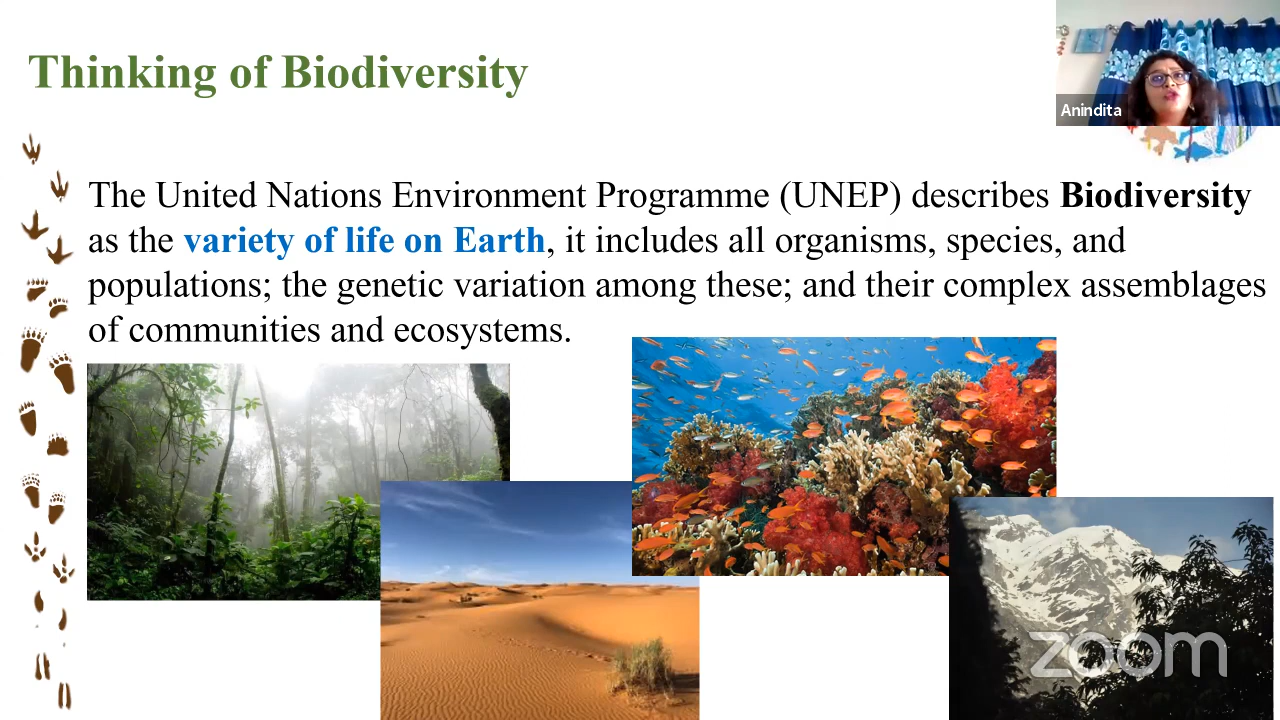 Thinking of Biodiversity
Anindita
The United Nations Environment Programme (UNEP) describes Biodiversity
as the variety of life on Earth, it includes all organisms, species, and
populations; the genetic variation among these; and their complex assemblages
of communities and ecosystems.
zoom